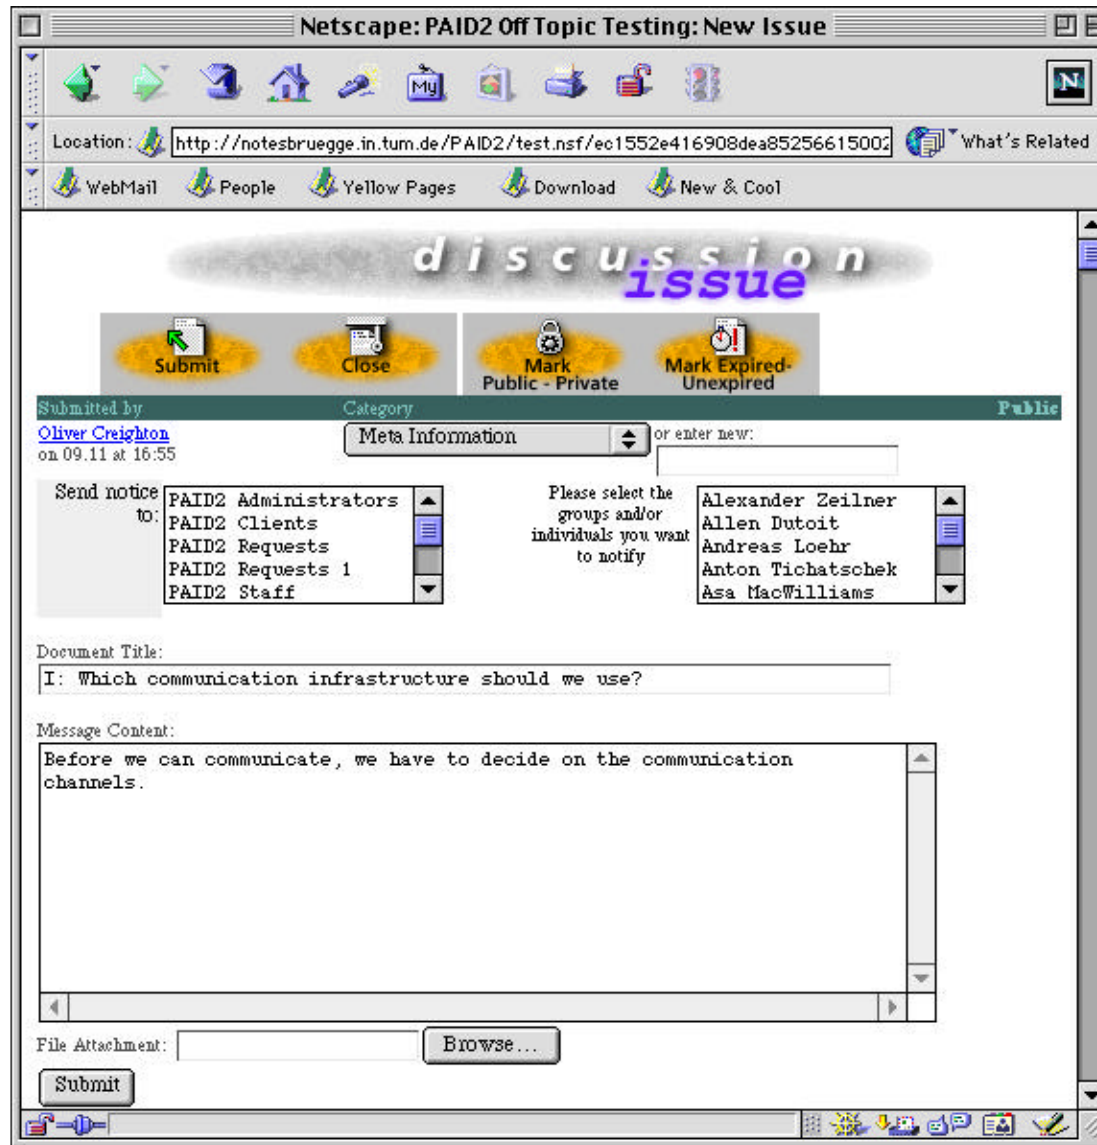 Netscape: PAID2 Off Topic Testing: New Issue
My
N
Location: http://notesbruegge.in.tum.de/PAID2/test.nsf/ec1552e416908dea85256615002 What's Related
WebMail People Yellow Pages Download New & Cool
discussion
issue
Submit Close Mark Public - Private Mark Expired-Unexpired
Submitted by Category Public
Oliver Creighton Meta Information or enter new:
on 09.11 at 16:55
Send notice to:
PAID2 Administrators
PAID2 Clients
PAID2 Requests
PAID2 Requests 1
PAID2 Staff
Please select the
groups and/or
individuals you want
to notify
Alexander Zeilner
Allen Dutoit
Andreas Loehr
Anton Tichatschek
Asa MacWilliams
Document Title:
I: Which communication infrastructure should we use?
Message Content:
Before we can communicate, we have to decide on the communication
channels.
File Attachment: Browse...
Submit